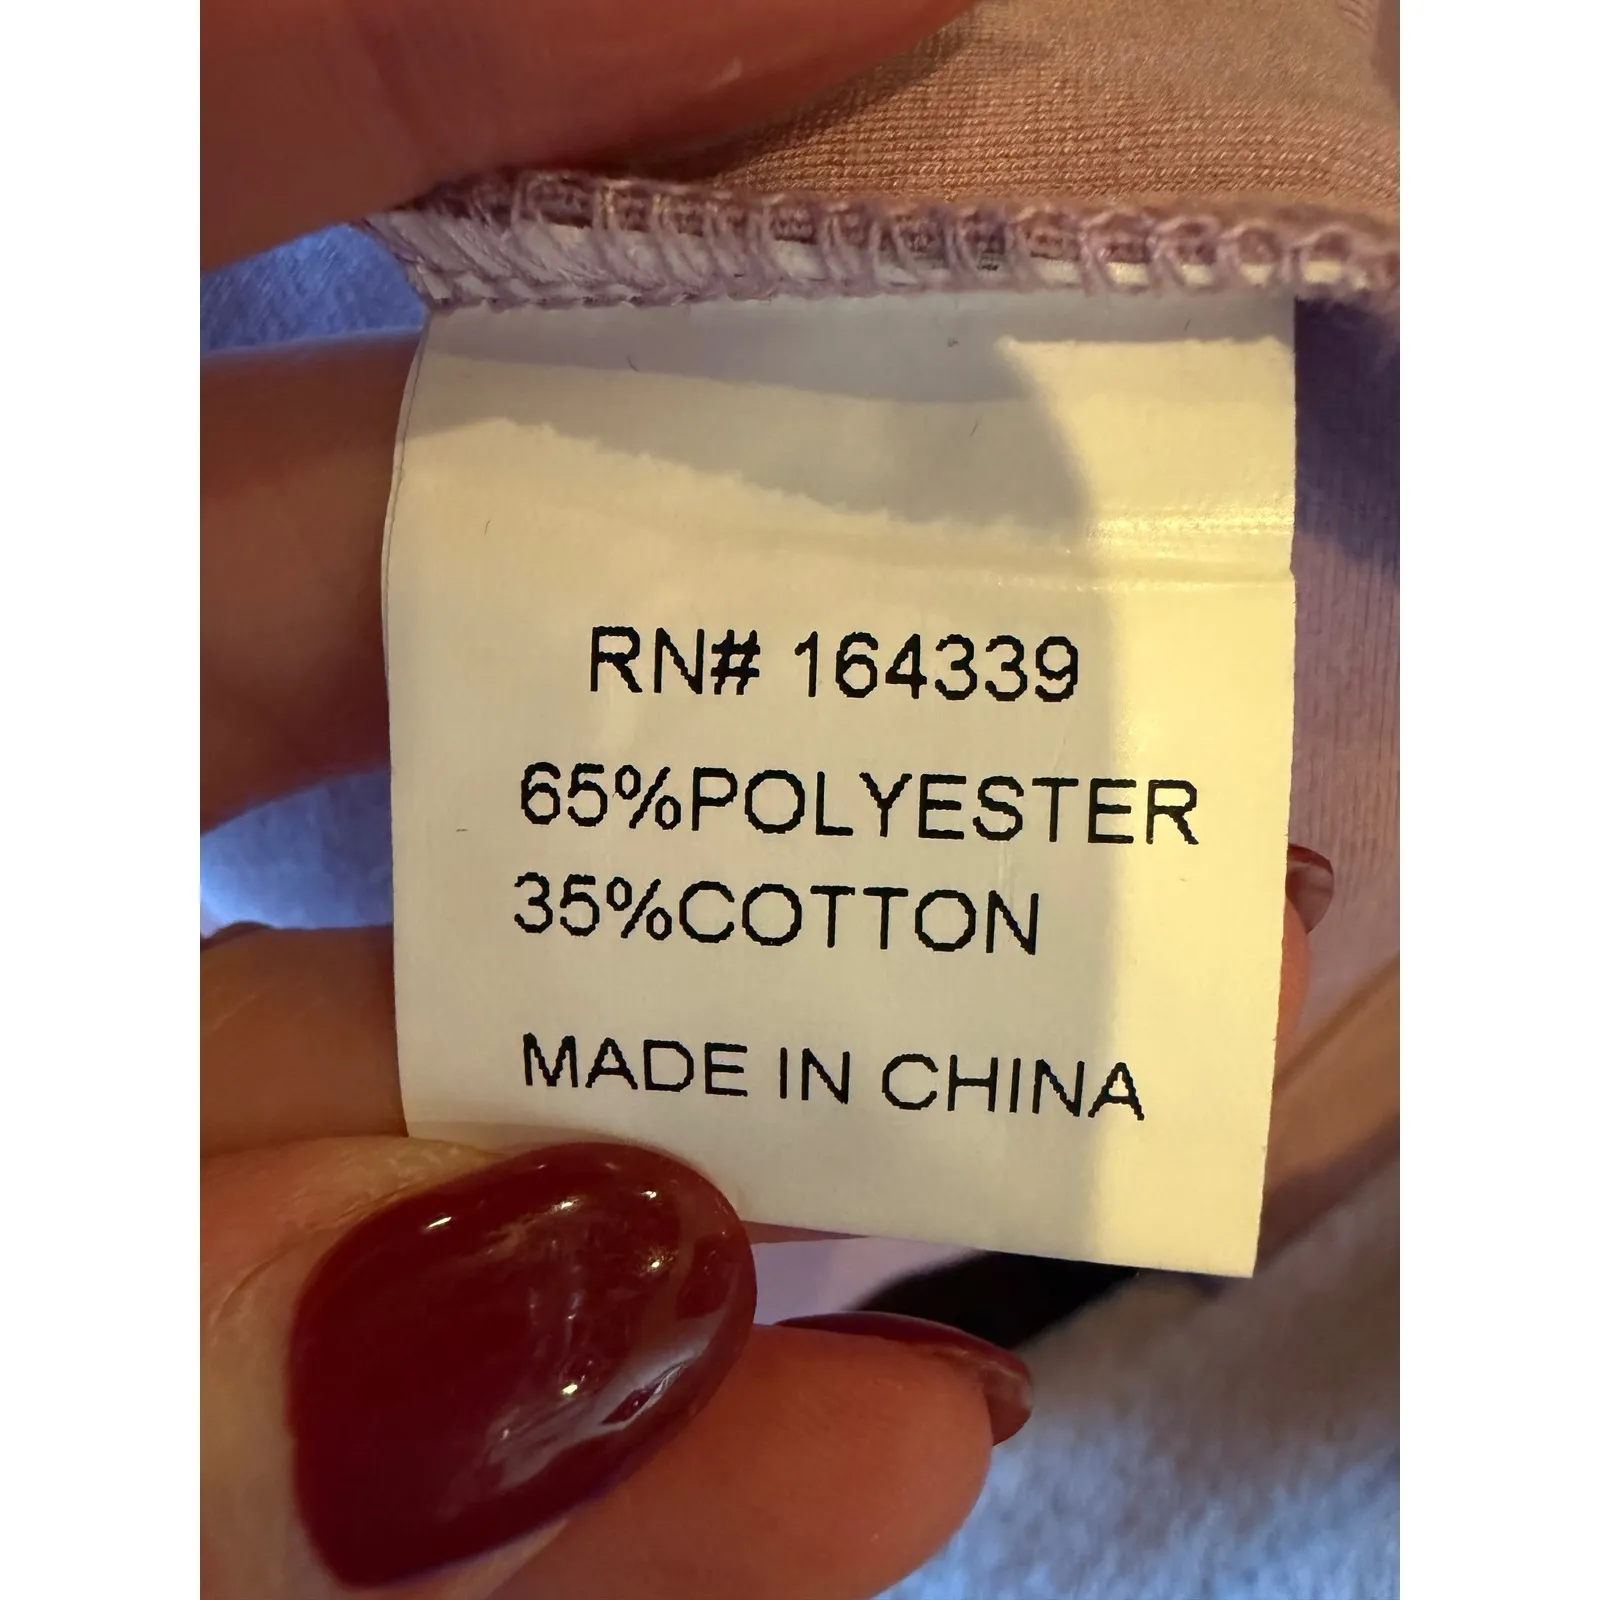 RN# 164339
65%POLYESTER
35%COTTON
MADE IN CHINA